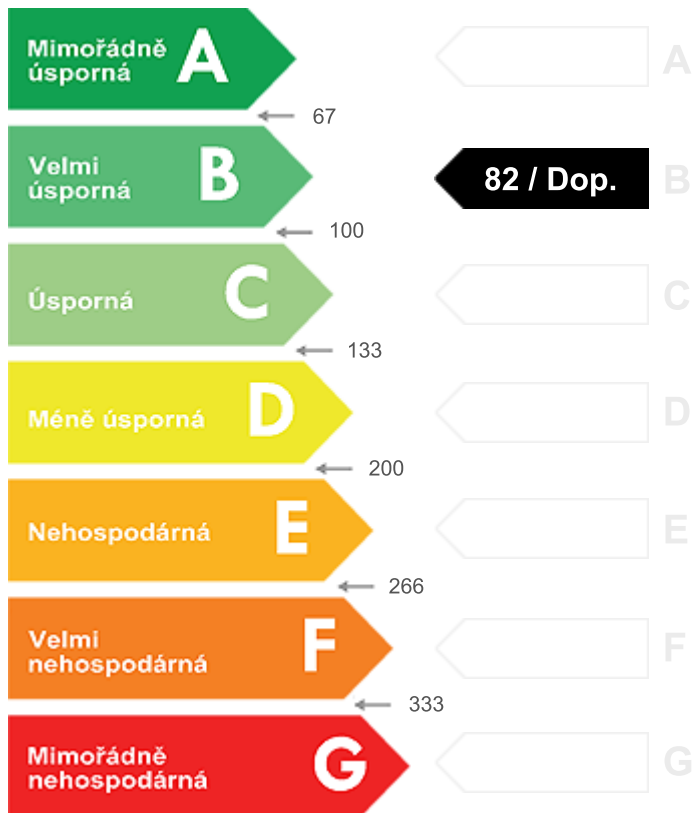 Mimořádně
úsporná
A
A
67
Velmi
úsporná
B
82 / Dop.
B
100
Úsporná
C
C
133
Méně úsporná
D
D
200
Nehospodárná
E
E
266
Velmi
nehospodárná
F
F
333
Mimořádně
nehospodárná
G
G